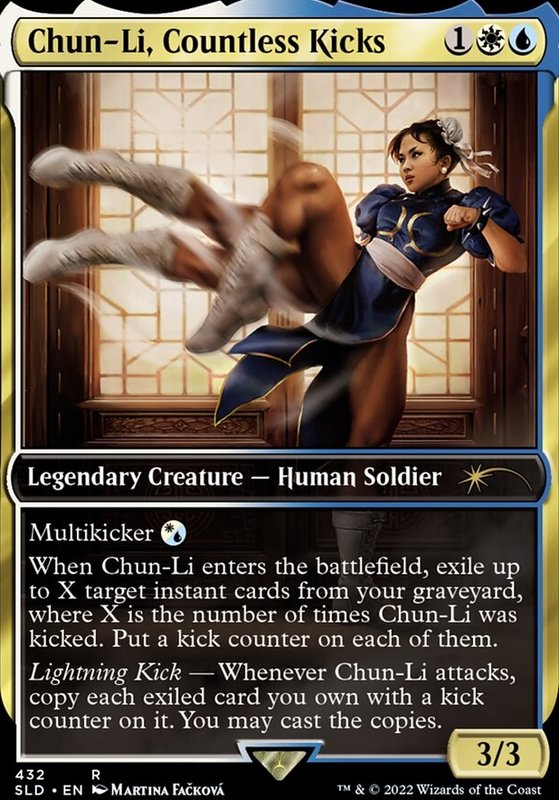 Chun-Li, Countless Kicks 1
Legendary Creature — Human Soldier
Multikicker
When Chun-Li enters the battlefield, exile up
to X target instant cards from your graveyard,
where X is the number of times Chun-Li was
kicked. Put a kick counter on each of them.
Lightning Kick — Whenever Chun-Li attacks,
copy each exiled card you own with a kick
counter on it. You may cast the copies.
3/3
432 R
SLD • EN Martina Fačková
™ & © 2022 Wizards of the Coast